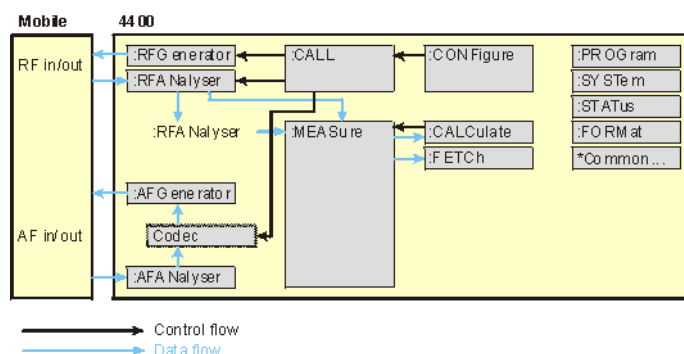 Mobile 4400
RF in/out
:RFGenerator
:CALL
:CONFigure
:PROGram
:RFANalyser
:SYSTem
:STATus
:RFANalyser
:MEASure
:CALCulate
:FORMat
:FETCh
*Common...
:AFGenerator
AF in/out
Codec
:AFANalyser
Control flow
Data flow